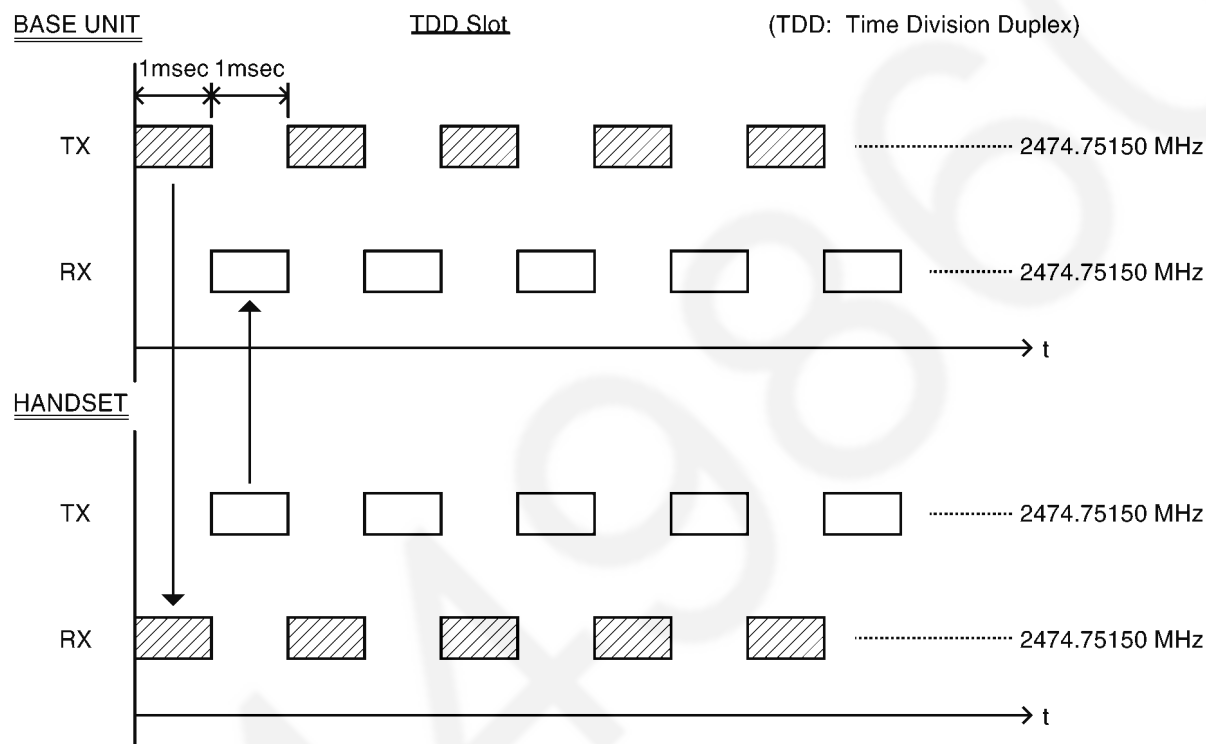 BASE UNIT
TDD Slot
(TDD: Time Division Duplex)
1msec 1msec
TX
2474.75150 MHz
RX
2474.75150 MHz
t
HANDSET
TX
2474.75150 MHz
RX
2474.75150 MHz
t